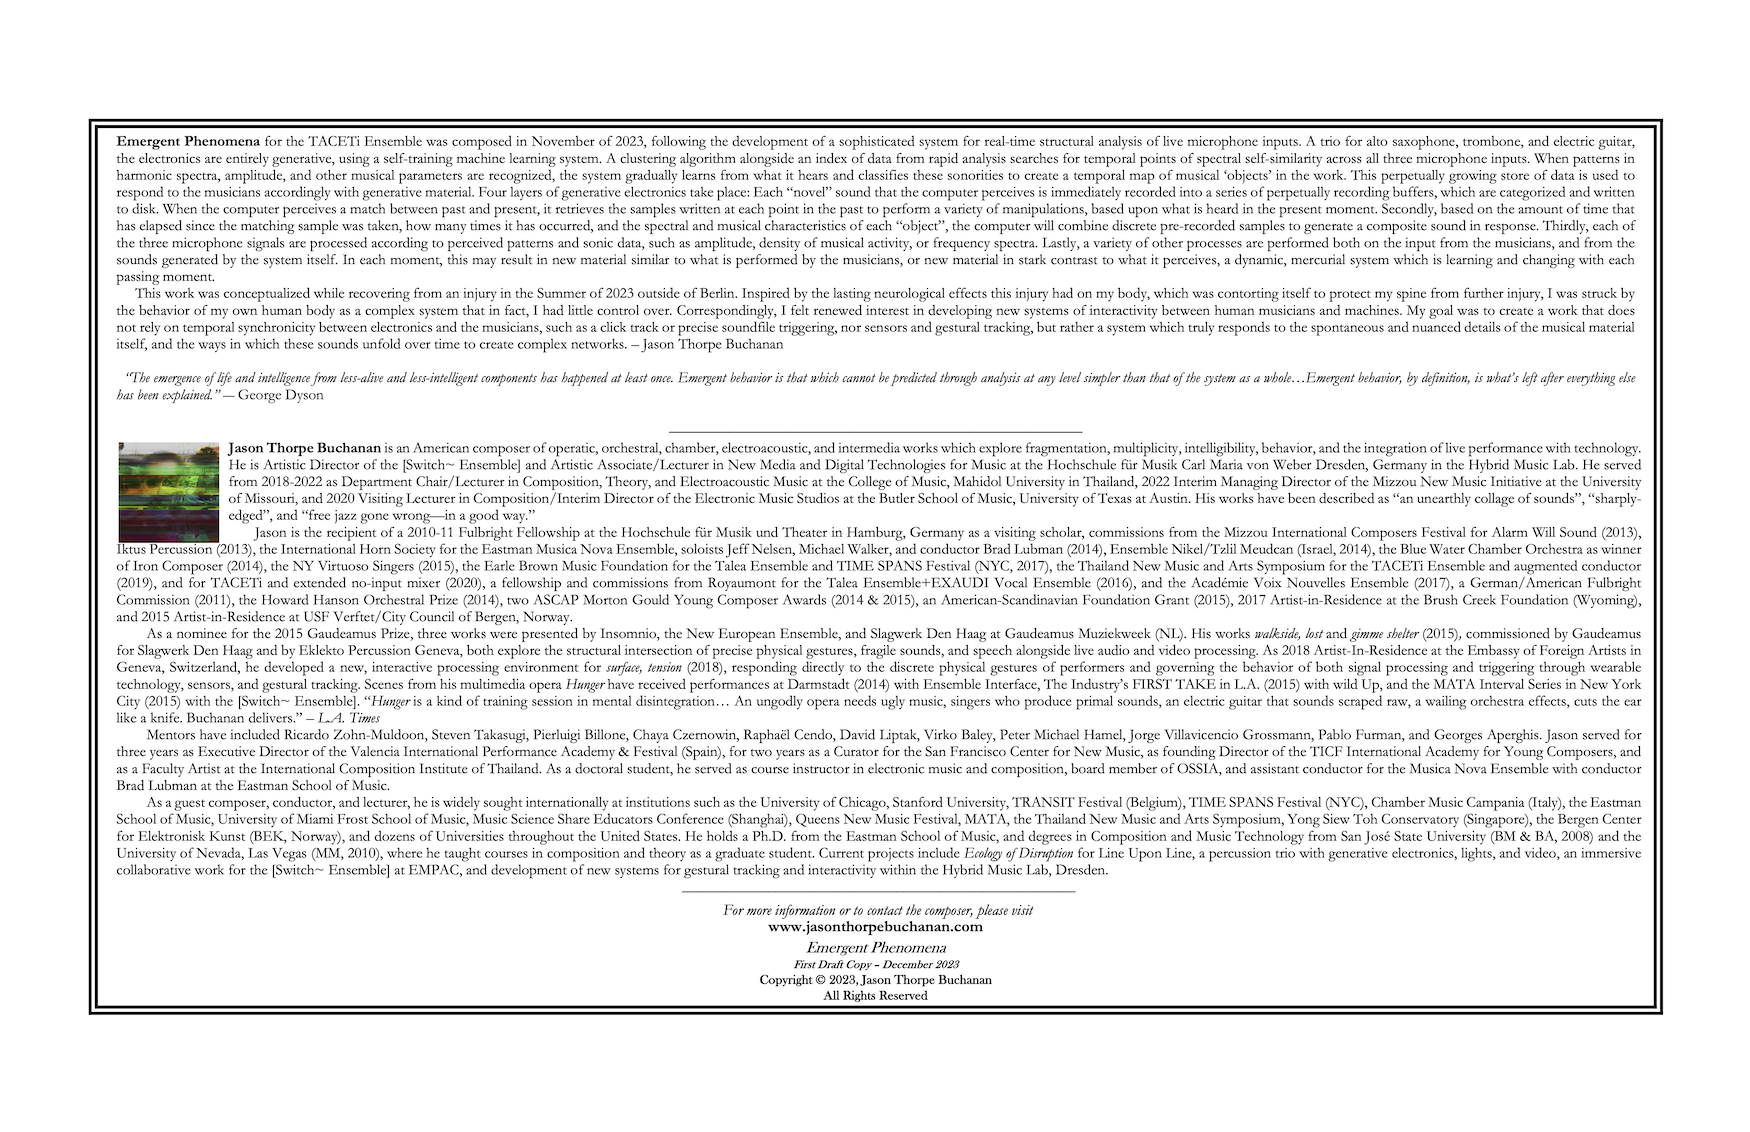 Emergent Phenomena for the TACETi Ensemble was composed in November of 2023, following the development of a sophisticated system for real-time structural analysis of live microphone inputs. A trio for alto saxophone, trombone, and electric guitar,
the electronics are entirely generative, using a self-training machine learning system. A clustering algorithm alongside an index of data from rapid analysis searches for temporal points of spectral self-similarity across all three microphone inputs. When patterns in
harmonic spectra, amplitude, and other musical parameters are recognized, the system gradually learns from what it hears and classifies these sonorities to create a temporal map of musical ‘objects’ in the work. This perpetually growing store of data is used to
respond to the musicians accordingly with generative material. Four layers of generative electronics take place: Each “novel” sound that the computer perceives is immediately recorded into a series of perpetually recording buffers, which are categorized and written
to disk. When the computer perceives a match between past and present, it retrieves the samples written at each point in the past to perform a variety of manipulations, based upon what is heard in the present moment. Secondly, based on the amount of time that
has elapsed since the matching sample was taken, how many times it has occurred, and the spectral and musical characteristics of each “object”, the computer will combine discrete pre-recorded samples to generate a composite sound in response. Thirdly, each of
the three microphone signals are processed according to perceived patterns and sonic data, such as amplitude, density of musical activity, or frequency spectra. Lastly, a variety of other processes are performed both on the input from the musicians, and from the
sounds generated by the system itself. In each moment, this may result in new material similar to what is performed by the musicians, or new material in stark contrast to what it perceives, a dynamic, mercurial system which is learning and changing with each
passing moment.
This work was conceptualized while recovering from an injury in the Summer of 2023 outside of Berlin. Inspired by the lasting neurological effects this injury had on my body, which was contorting itself to protect my spine from further injury, I was struck by
the behavior of my own human body as a complex system that in fact, I had little control over. Correspondingly, I felt renewed interest in developing new systems of interactivity between human musicians and machines. My goal was to create a work that does
not rely on temporal synchronicity between electronics and the musicians, such as a click track or precise soundfile triggering, nor sensors and gestural tracking, but rather a system which truly responds to the spontaneous and nuanced details of the musical material
itself, and the ways in which these sounds unfold over time to create complex networks. – Jason Thorpe Buchanan
“The emergence of life and intelligence from less-alive and less-intelligent components has happened at least once. Emergent behavior is that which cannot be predicted through analysis at any level simpler than that of the system as a whole…Emergent behavior, by definition, is what’s left after everything else
has been explained.” — George Dyson
Jason Thorpe Buchanan is an American composer of operatic, orchestral, chamber, electroacoustic, and intermedia works which explore fragmentation, multiplicity, intelligibility, behavior, and the integration of live performance with technology.
He is Artistic Director of the [Switch~ Ensemble] and Artistic Associate/Lecturer in New Media and Digital Technologies for Music at the Hochschule für Musik Carl Maria von Weber Dresden, Germany in the Hybrid Music Lab. He served
from 2018-2022 as Department Chair/Lecturer in Composition, Theory, and Electroacoustic Music at the College of Music, Mahidol University in Thailand, 2022 Interim Managing Director of the Mizzou New Music Initiative at the University
of Missouri, and 2020 Visiting Lecturer in Composition/Interim Director of the Electronic Music Studios at the Butler School of Music, University of Texas at Austin. His works have been described as “an unearthly collage of sounds”, “sharply-
edged”, and “free jazz gone wrong—in a good way.”
Jason is the recipient of a 2010-11 Fulbright Fellowship at the Hochschule für Musik und Theater in Hamburg, Germany as a visiting scholar, commissions from the Mizzou International Composers Festival for Alarm Will Sound (2013),
Iktus Percussion (2013), the International Horn Society for the Eastman Musica Nova Ensemble, soloists Jeff Nelsen, Michael Walker, and conductor Brad Lubman (2014), Ensemble Nikel/Tzlil Meudcan (Israel, 2014), the Blue Water Chamber Orchestra as winner
of Iron Composer (2014), the NY Virtuoso Singers (2015), the Earle Brown Music Foundation for the Talea Ensemble and TIME SPANS Festival (NYC, 2017), the Thailand New Music and Arts Symposium for the TACETi Ensemble and augmented conductor
(2019), and for TACETi and extended no-input mixer (2020), a fellowship and commissions from Royaumont for the Talea Ensemble+EXAUDI Vocal Ensemble (2016), and the Académie Voix Nouvelles Ensemble (2017), a German/American Fulbright
Commission (2011), the Howard Hanson Orchestral Prize (2014), two ASCAP Morton Gould Young Composer Awards (2014 & 2015), an American-Scandinavian Foundation Grant (2015), 2017 Artist-in-Residence at the Brush Creek Foundation (Wyoming),
and 2015 Artist-in-Residence at USF Verftet/City Council of Bergen, Norway.
As a nominee for the 2015 Gaudeamus Prize, three works were presented by Insomnio, the New European Ensemble, and Slagwerk Den Haag at Gaudeamus Muziekweek (NL). His works walkside, lost and gimme shelter (2015), commissioned by Gaudeamus
for Slagwerk Den Haag and by Eklekto Percussion Geneva, both explore the structural intersection of precise physical gestures, fragile sounds, and speech alongside live audio and video processing. As 2018 Artist-In-Residence at the Embassy of Foreign Artists in
Geneva, Switzerland, he developed a new, interactive processing environment for surface, tension (2018), responding directly to the discrete physical gestures of performers and governing the behavior of both signal processing and triggering through wearable
technology, sensors, and gestural tracking. Scenes from his multimedia opera Hunger have received performances at Darmstadt (2014) with Ensemble Interface, The Industry’s FIRST TAKE in L.A. (2015) with wild Up, and the MATA Interval Series in New York
City (2015) with the [Switch~ Ensemble]. “Hunger is a kind of training session in mental disintegration… An ungodly opera needs ugly music, singers who produce primal sounds, an electric guitar that sounds scraped raw, a wailing orchestra effects, cuts the ear
like a knife. Buchanan delivers.” – L.A. Times
Mentors have included Ricardo Zohn-Muldoon, Steven Takasugi, Pierluigi Billone, Chaya Czernowin, Raphaël Cendo, David Liptak, Virko Baley, Peter Michael Hamel, Jorge Villavicencio Grossmann, Pablo Furman, and Georges Aperghis. Jason served for
three years as Executive Director of the Valencia International Performance Academy & Festival (Spain), for two years as a Curator for the San Francisco Center for New Music, as founding Director of the TICF International Academy for Young Composers, and
as a Faculty Artist at the International Composition Institute of Thailand. As a doctoral student, he served as course instructor in electronic music and composition, board member of OSSIA, and assistant conductor for the Musica Nova Ensemble with conductor
Brad Lubman at the Eastman School of Music.
As a guest composer, conductor, and lecturer, he is widely sought internationally at institutions such as the University of Chicago, Stanford University, TRANSIT Festival (Belgium), TIME SPANS Festival (NYC), Chamber Music Campania (Italy), the Eastman
School of Music, University of Miami Frost School of Music, Music Science Share Educators Conference (Shanghai), Queens New Music Festival, MATA, the Thailand New Music and Arts Symposium, Yong Siew Toh Conservatory (Singapore), the Bergen Center
for Elektronisk Kunst (BEK, Norway), and dozens of Universities throughout the United States. He holds a Ph.D. from the Eastman School of Music, and degrees in Composition and Music Technology from San José State University (BM & BA, 2008) and the
University of Nevada, Las Vegas (MM, 2010), where he taught courses in composition and theory as a graduate student. Current projects include Ecology of Disruption for Line Upon Line, a percussion trio with generative electronics, lights, and video, an immersive
collaborative work for the [Switch~ Ensemble] at EMPAC, and development of new systems for gestural tracking and interactivity within the Hybrid Music Lab, Dresden.
For more information or to contact the composer, please visit
www.jasonthorpebuchanan.com
Emergent Phenomena
First Draft Copy – December 2023
Copyright © 2023, Jason Thorpe Buchanan
All Rights Reserved